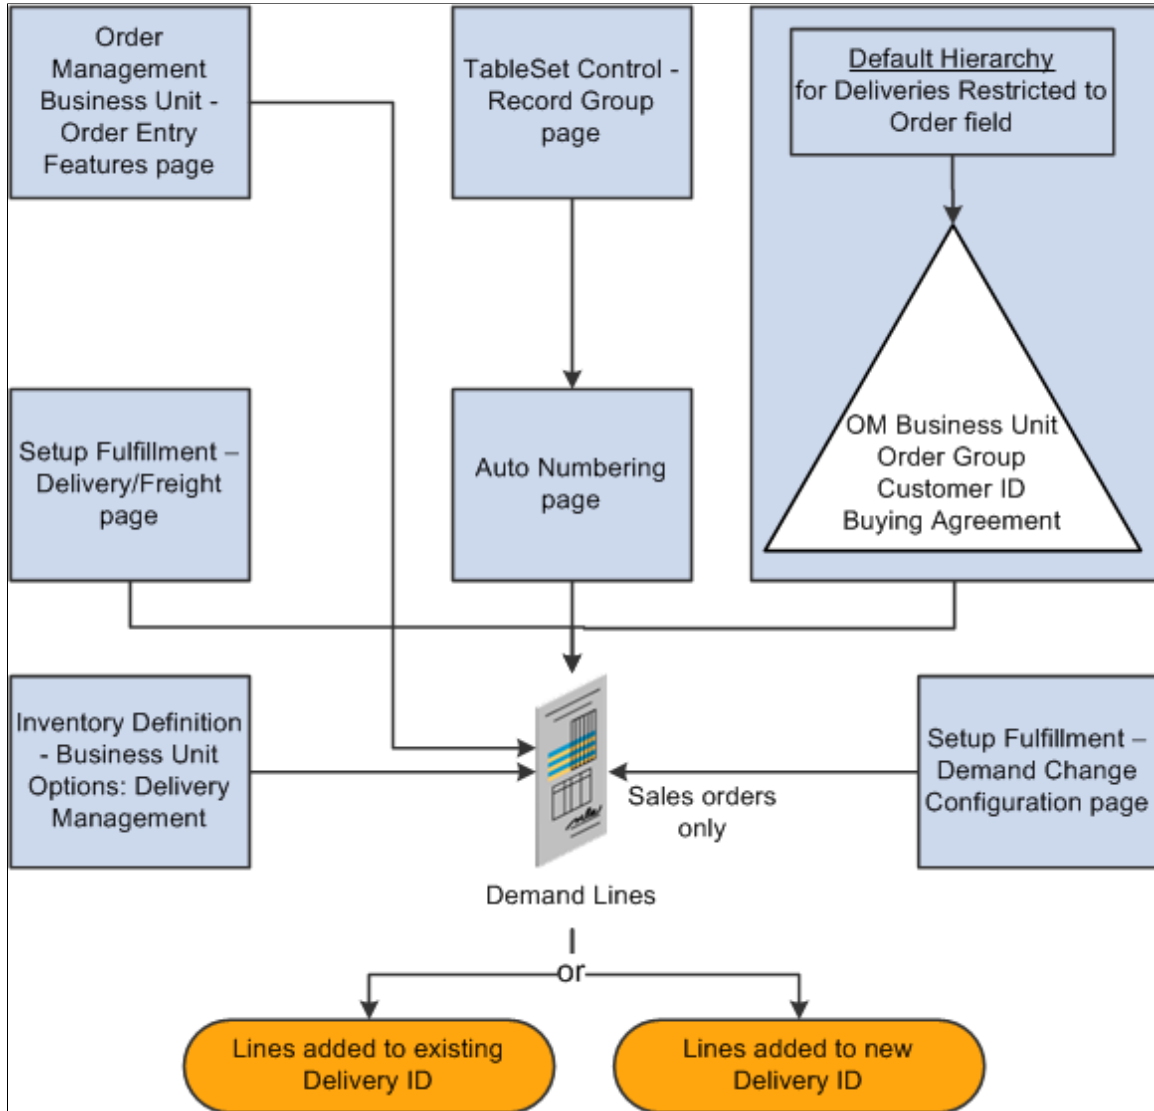 Order
Management
Business Unit -
Order Entry
Features page
TableSet Control -
Record Group
page
Default Hierarchy
for Deliveries Restricted to
Order field
Setup Fulfillment –
Delivery/Freight
page
Auto Numbering
page
OM Business Unit
Order Group
Customer ID
Buying Agreement
Inventory Definition
- Business Unit
Options: Delivery
Management
Sales orders
only
Setup Fulfillment –
Demand Change
Configuration page
Demand Lines
or
Lines added to existing
Delivery ID
Lines added to new
Delivery ID